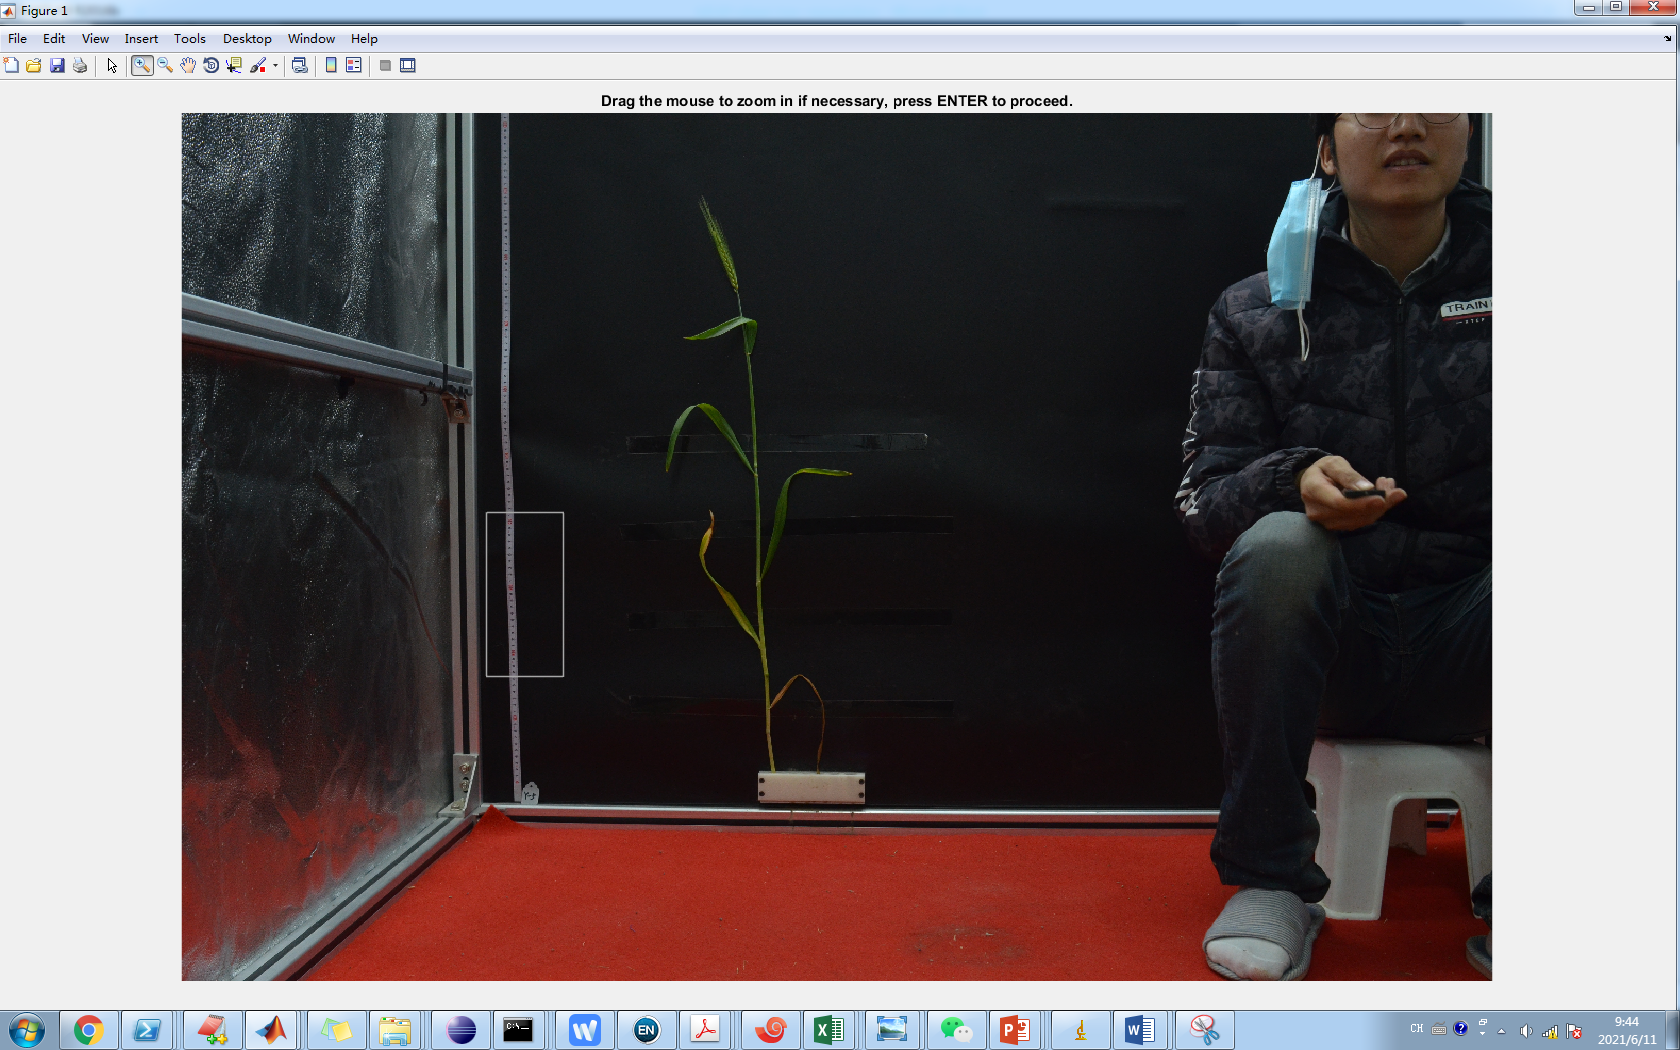 Figure 1
File Edit View Insert Tools Desktop Window Help
Drag the mouse to zoom in if necessary, press ENTER to proceed.
TRAIN
STEP
EN
CH
9:44
2021/6/11